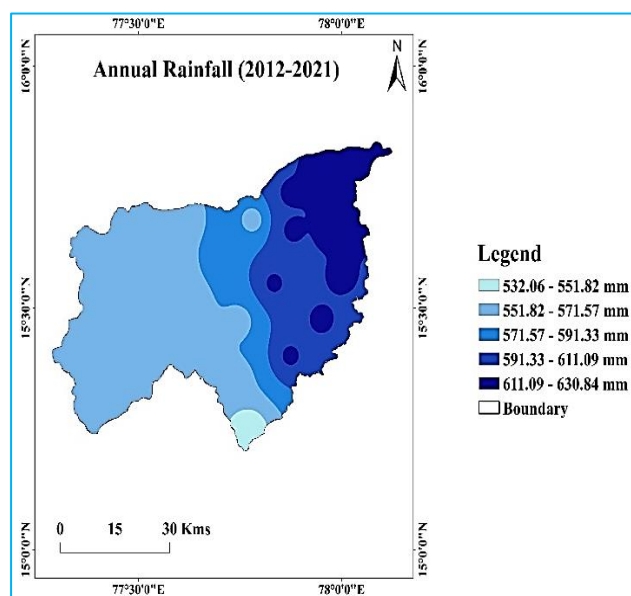 77°30'0"E 78°0'0"E
Annual Rainfall (2012-2021)
N
16°0'0"N 16°0'0"N
15°30'0"N 15°30'0"N
15°0'0"N 15°0'0"N
Legend
532.06 - 551.82 mm
551.82 - 571.57 mm
571.57 - 591.33 mm
591.33 - 611.09 mm
611.09 - 630.84 mm
Boundary
0 15 30 Kms
77°30'0"E 78°0'0"E